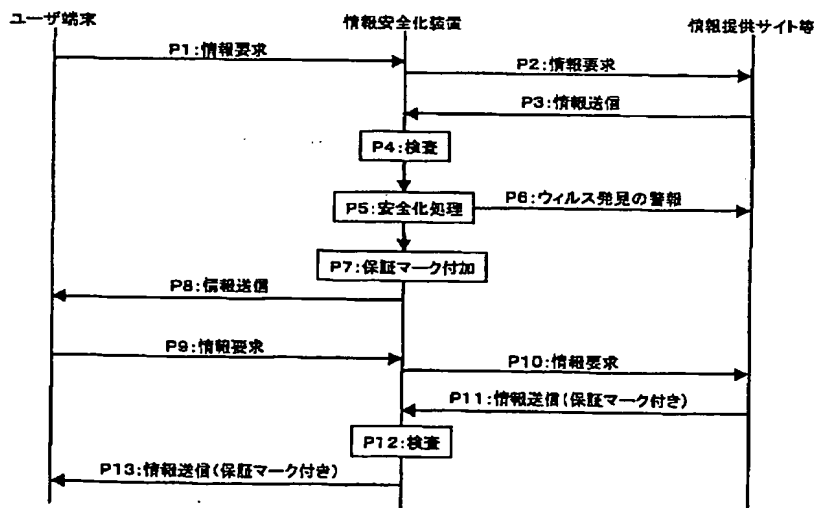 ユーザ端末
情報安全化装置
情報提供サイト等
P1:情報要求
P2:情報要求
P3:情報送信
P4:検査
P5:安全化処理
P6:ウィルス発見の警報
P7:保証マーク付加
P8:情報送信
P9:情報要求
P10:情報要求
P11:情報送信(保証マーク付き)
P12:検査
P13:情報送信(保証マーク付き)